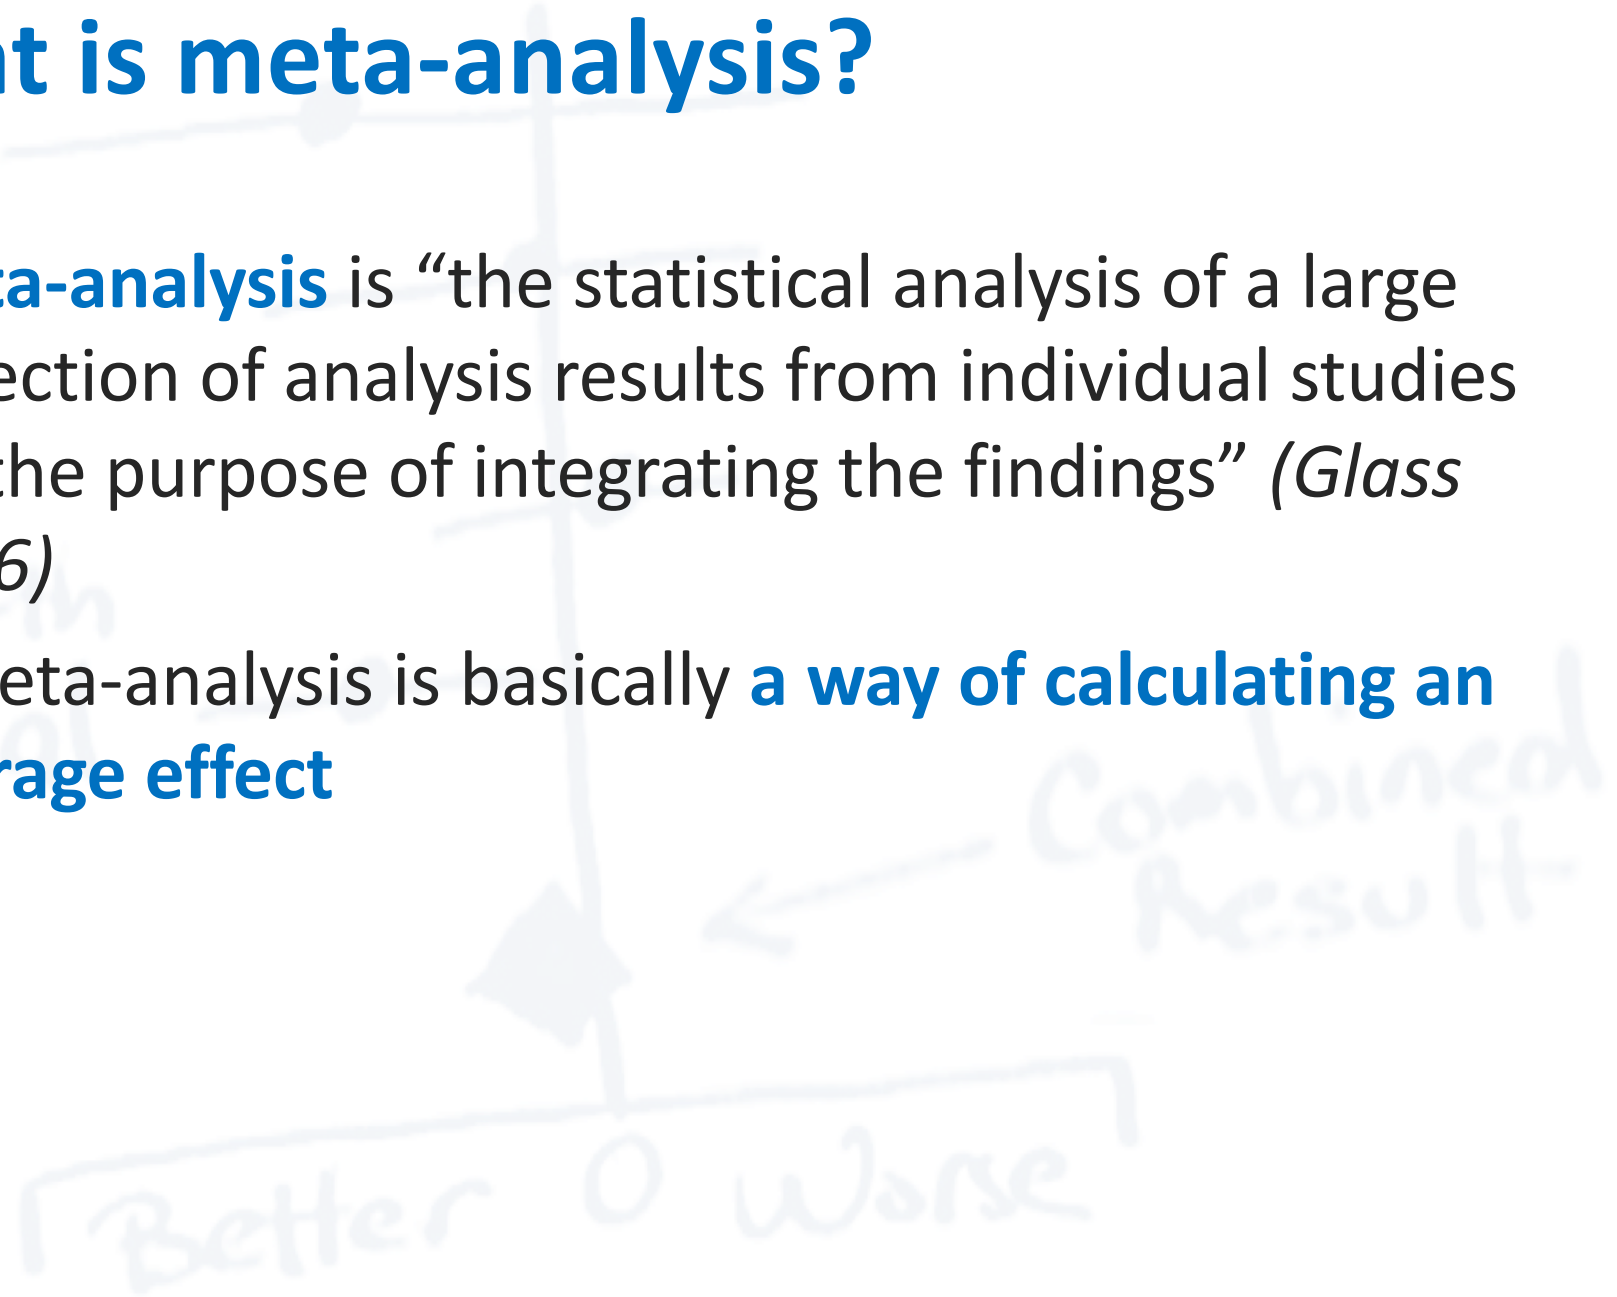 t is meta-analysis?
ta-analysis is “the statistical analysis of a large
ection of analysis results from individual studies
the purpose of integrating the findings” (Glass
6)
eta-analysis is basically a way of calculating an
rage effect
Combined
Result
Better 0 Worse